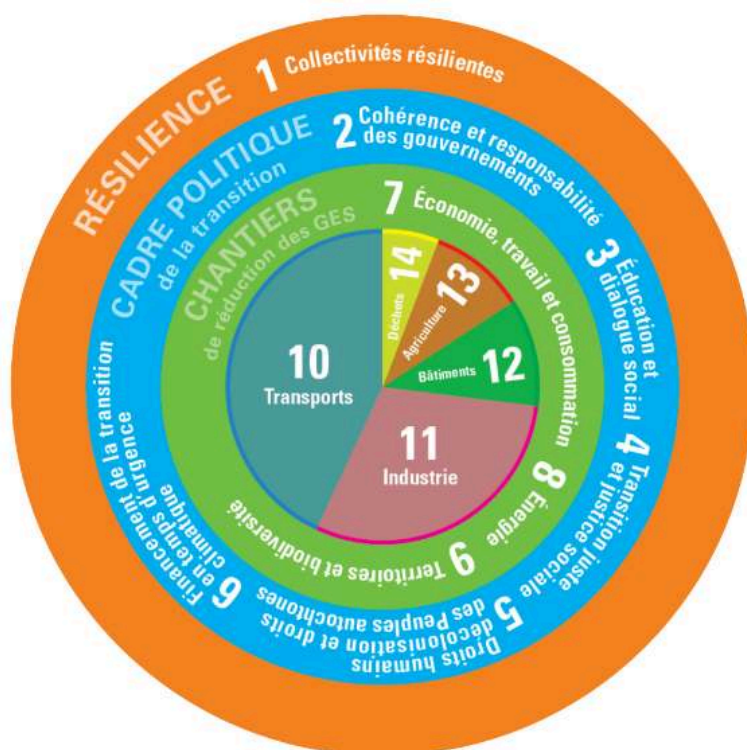 RÉSILIENCE
1 Collectivités résilientes
CADRE POLITIQUE
de la transition
2 Cohérence et responsabilité
des gouvernements
3 Éducation et
dialogue social
4 Transition juste
et justice sociale
5 Droits humains
décolonisation et droits
des Peuples autochtones
6 Financement de la transition
en temps d'urgence
climatique
CHANTIERS
de réduction des GES
7 Économie, travail et consommation
8 Énergie
9 Territoires et biodiversité
10
Transports
11
Industrie
Bâtiments 12
Agriculture 13
Déchets 14